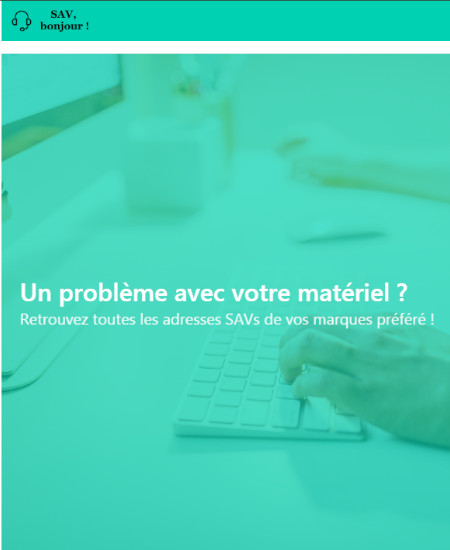 SAV,
bonjour !
Un problème avec votre matériel ?
Retrouvez toutes les adresses SAVs de vos marques préféré !